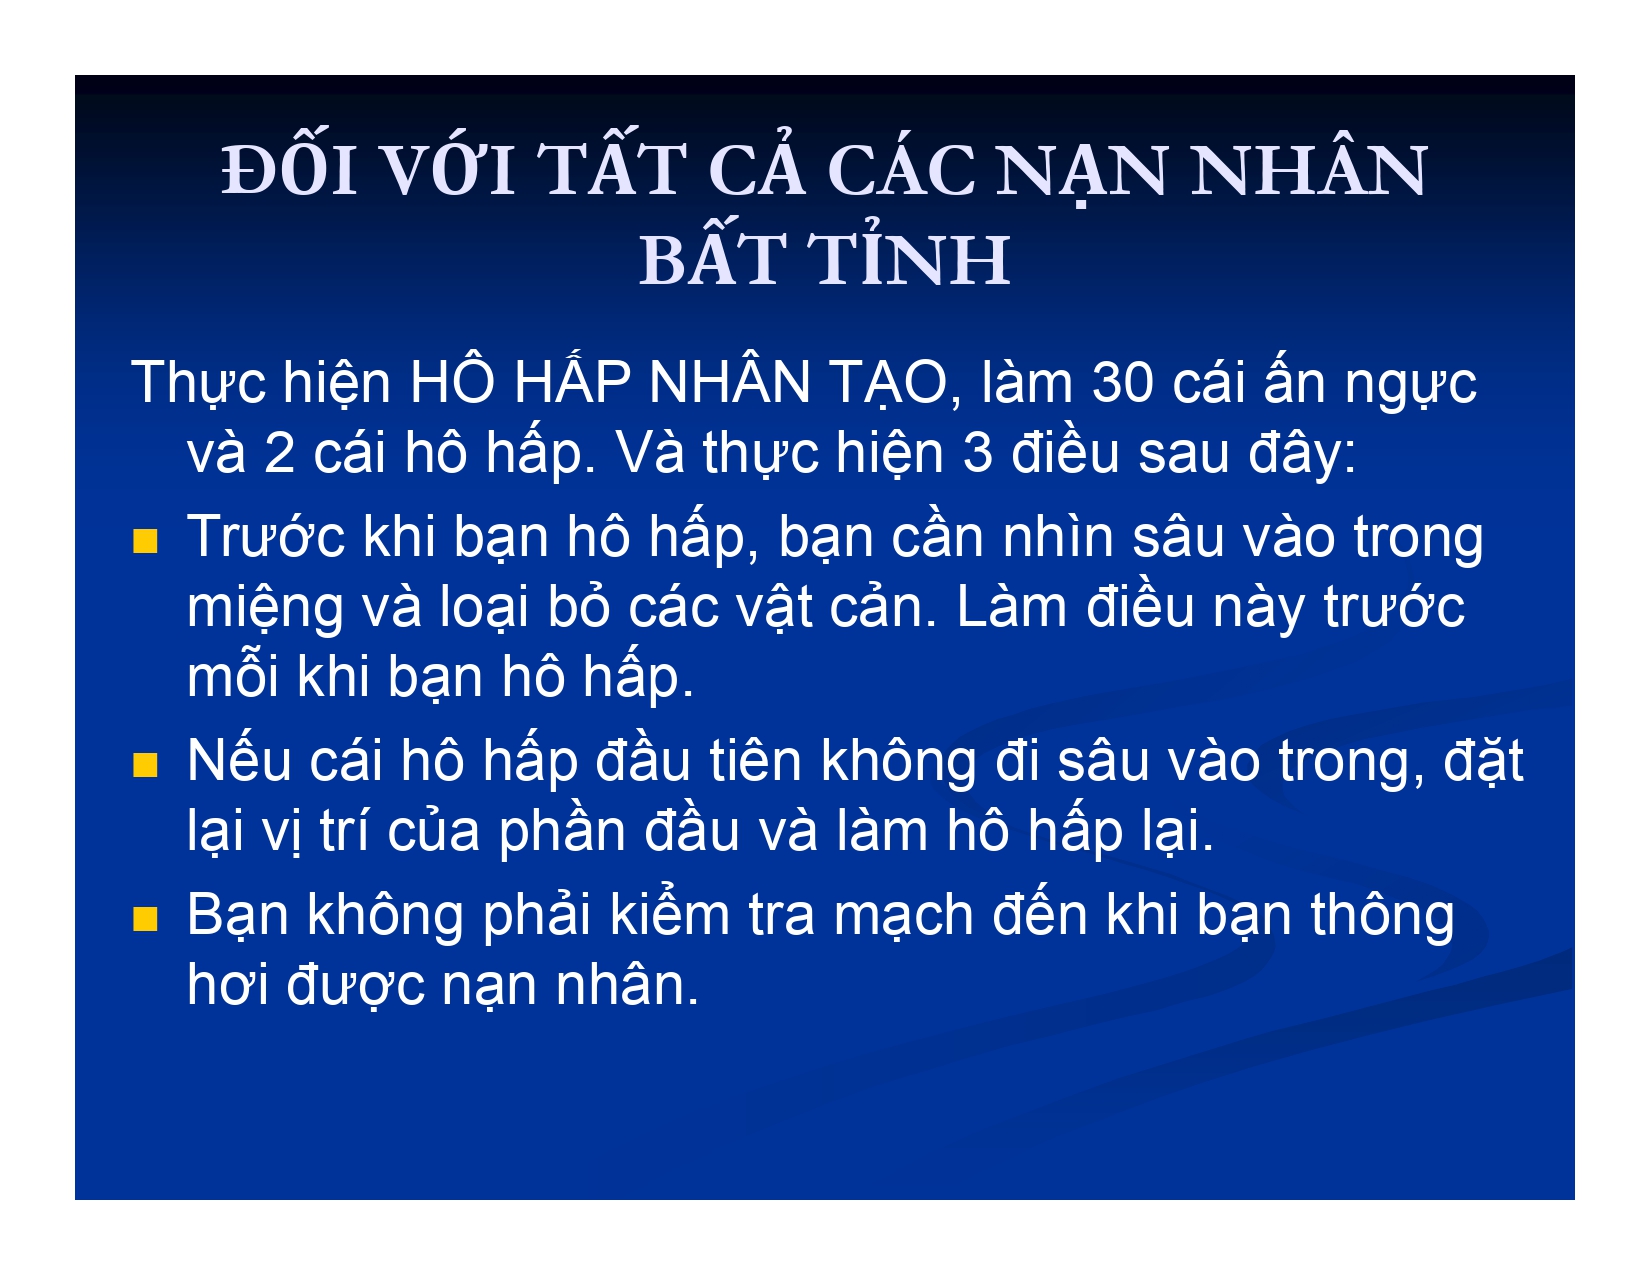 ĐỐI VỚI TẤT CẢ CÁC NẠN NHÂN
BẤT TỈNH
Thực hiện HÔ HẤP NHÂN TẠO, làm 30 cái ấn ngực
và 2 cái hô hấp. Và thực hiện 3 điều sau đây:
Trước khi bạn hô hấp, bạn cần nhìn sâu vào trong
miệng và loại bỏ các vật cản. Làm điều này trước
mỗi khi bạn hô hấp.
Nếu cái hô hấp đầu tiên không đi sâu vào trong, đặt
lại vị trí của phần đầu và làm hô hấp lại.
Bạn không phải kiểm tra mạch đến khi bạn thông
hơi được nạn nhân.